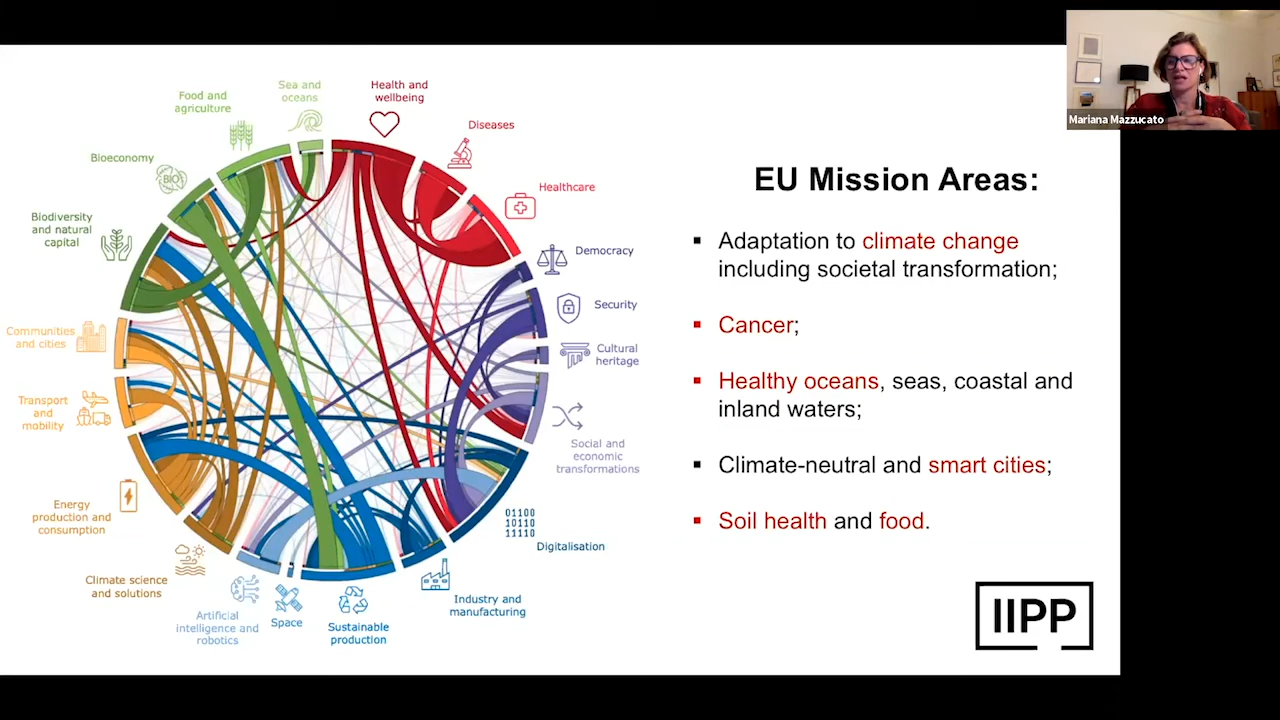 Mariana Mazzucato
Sea and
oceans
Health and
wellbeing
Food and
agriculture
Diseases
Bioeconomy
BIO
Healthcare
Biodiversity
and natural
capital
Democracy
Security
Communities
and cities
Cultural
heritage
Transport
and
mobility
Social and
economic
transformations
Energy
production and
consumption
01100
10110
11110
Digitalisation
Climate science
and solutions
Artificial
intelligence and
robotics
Space
Sustainable
production
Industry and
manufacturing
EU Mission Areas:
▪ Adaptation to climate change
including societal transformation;
▪ Cancer;
▪ Healthy oceans, seas, coastal and
inland waters;
▪ Climate-neutral and smart cities;
▪ Soil health and food.
IIPP